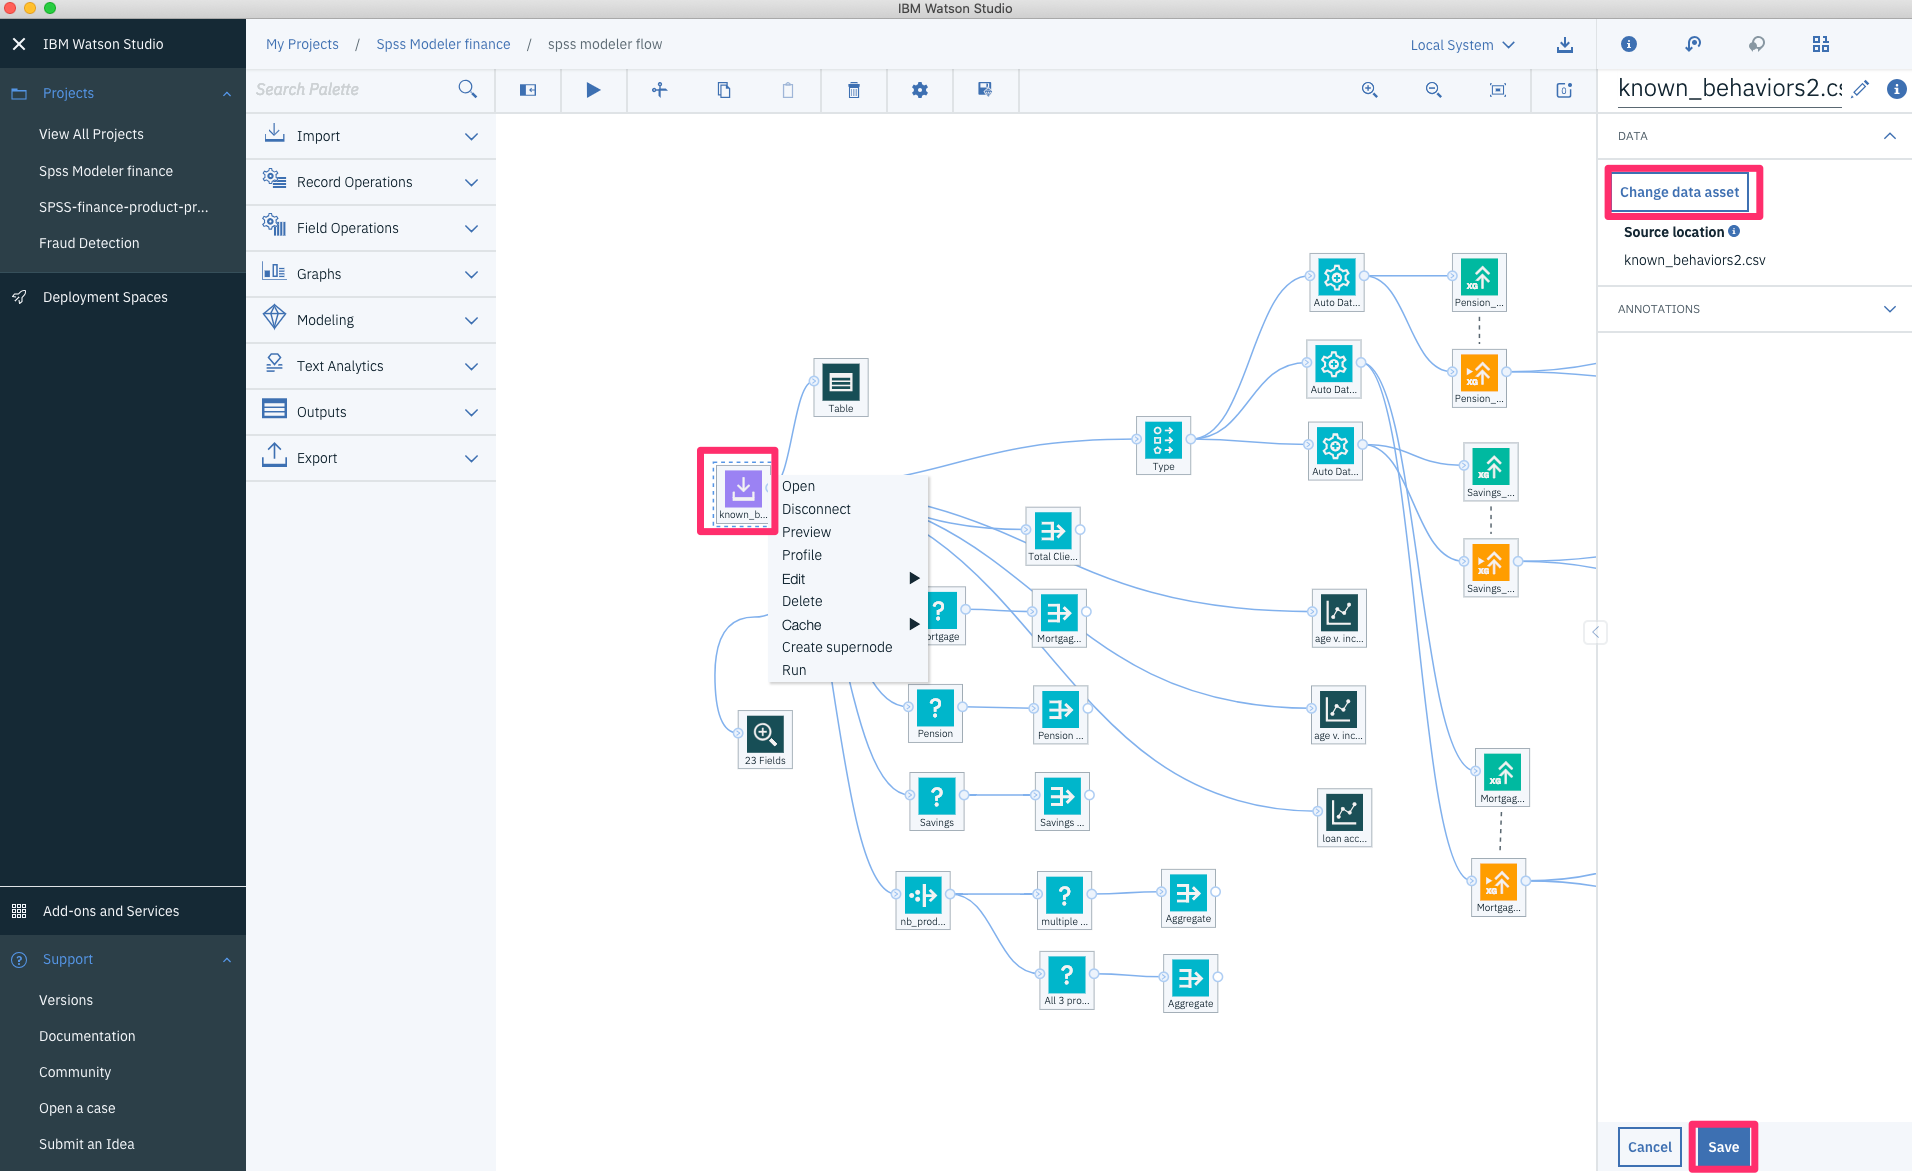 IBM Watson Studio
IBM Watson Studio
Projects
View All Projects
Spss Modeler finance
SPSS-finance-product-pr...
Fraud Detection
Deployment Spaces
Add-ons and Services
Support
Versions
Documentation
Community
Open a case
Submit an Idea
My Projects / Spss Modeler finance / spss modeler flow
Local System
Search Palette
Import
Record Operations
Field Operations
Graphs
Modeling
Text Analytics
Outputs
Export
Table
known_b...
Open
Disconnect
Preview
Profile
Edit
Delete
Cache
Create supernode
Run
23 Fields
Type
Auto Dat...
Auto Dat...
Auto Dat...
XG
Pension_...
XG
Pension_...
XG
Savings_...
XG
Savings_...
Total Clie...
ortgage
Mortgag...
Pension
Pension ...
Savings
Savings ...
nb_prod...
multiple ...
Aggregate
All 3 pro...
Aggregate
age v. inc...
age v. inc...
loan acc...
XG
Mortgag...
XG
Mortgag...
known_behaviors2.cs
DATA
Change data asset
Source location
known_behaviors2.csv
ANNOTATIONS
Cancel
Save